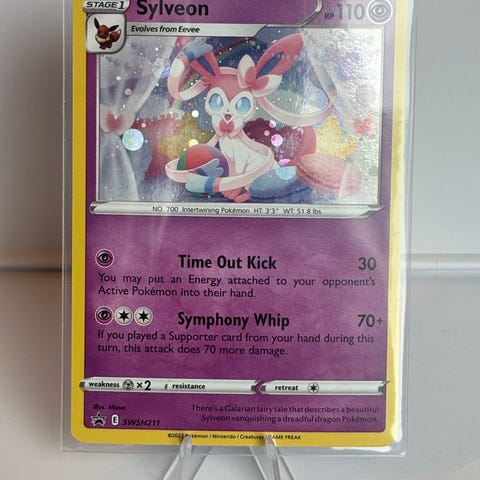 STAGE 1
Sylveon
HP 110
Evolves from Eevee
NO. 700 Intertwining Pokémon HT: 3'3" WT: 51.8 lbs
Time Out Kick 30
You may put an Energy attached to your opponent's
Active Pokémon into their hand.
Symphony Whip 70+
If you played a Supporter card from your hand during this
turn, this attack does 70 more damage.
weakness ×2 resistance retreat
Illus. Mizue
There's a Galarian fairy tale that describes a beautiful
Sylveon vanquishing a dreadful dragon Pokémon.
E SWSH211
©2022 Pokémon / Nintendo / Creatures / GAME FREAK